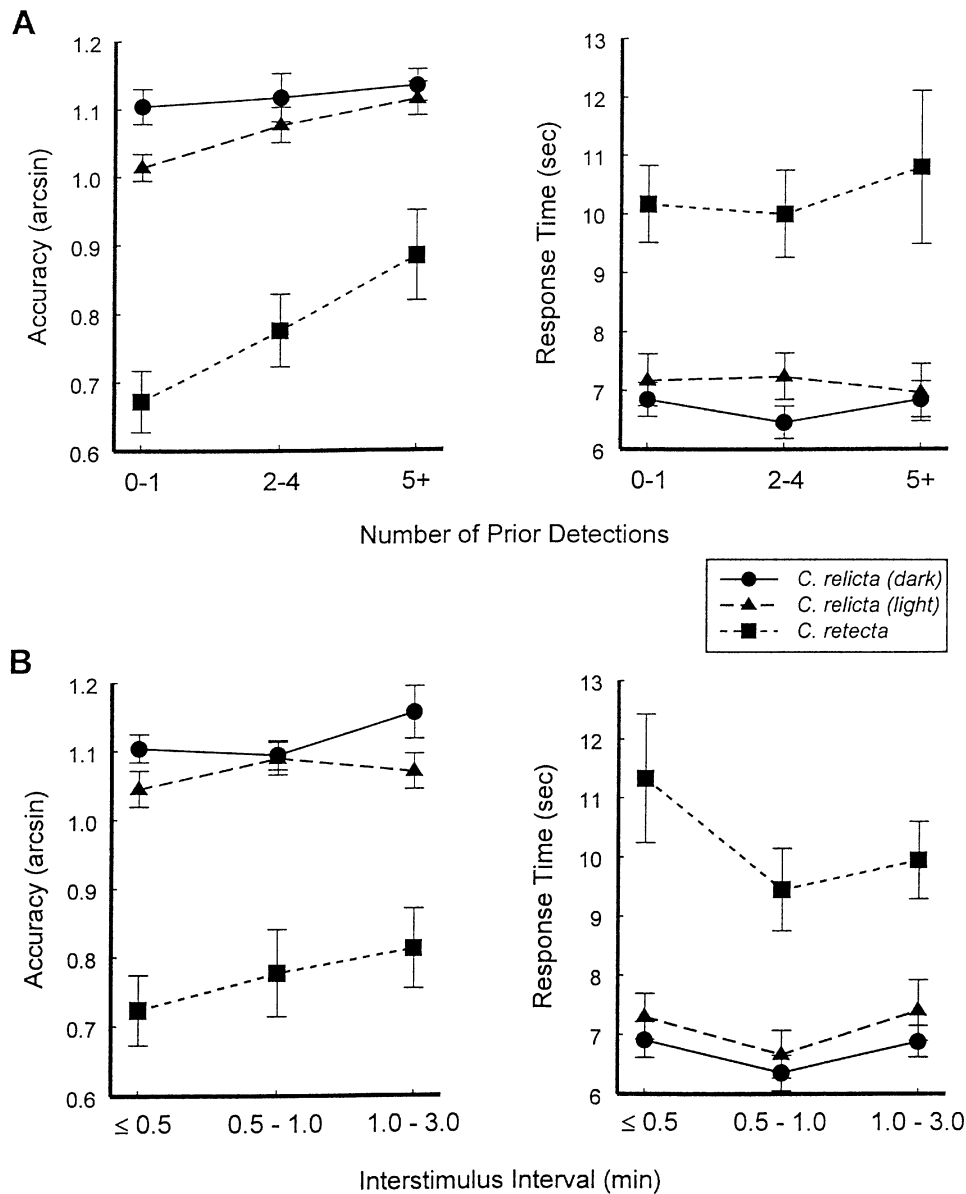 A
Accuracy (arcsin)
1.2
1.1
1.0
0.9
0.8
0.7
0.6
0-1
2-4
5+
Response Time (sec)
13
12
11
10
9
8
7
6
0-1
2-4
5+
Number of Prior Detections
C. relicta (dark)
C. relicta (light)
C. retecta
B
Accuracy (arcsin)
1.2
1.1
1.0
0.9
0.8
0.7
0.6
≤ 0.5
0.5 - 1.0
1.0 - 3.0
Response Time (sec)
13
12
11
10
9
8
7
6
≤ 0.5
0.5 - 1.0
1.0 - 3.0
Interstimulus Interval (min)